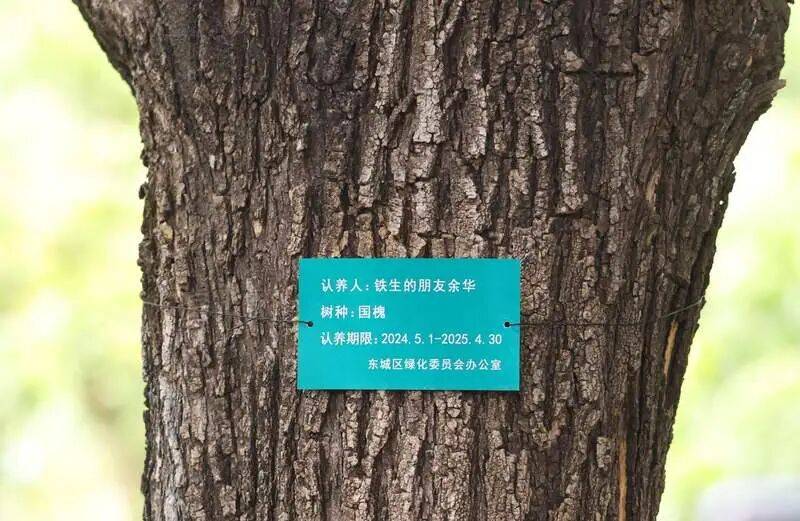 认养人:铁生的朋友余华
树种:国槐
认养期限:2024.5.1-2025.4.30
东城区绿化委员会办公室